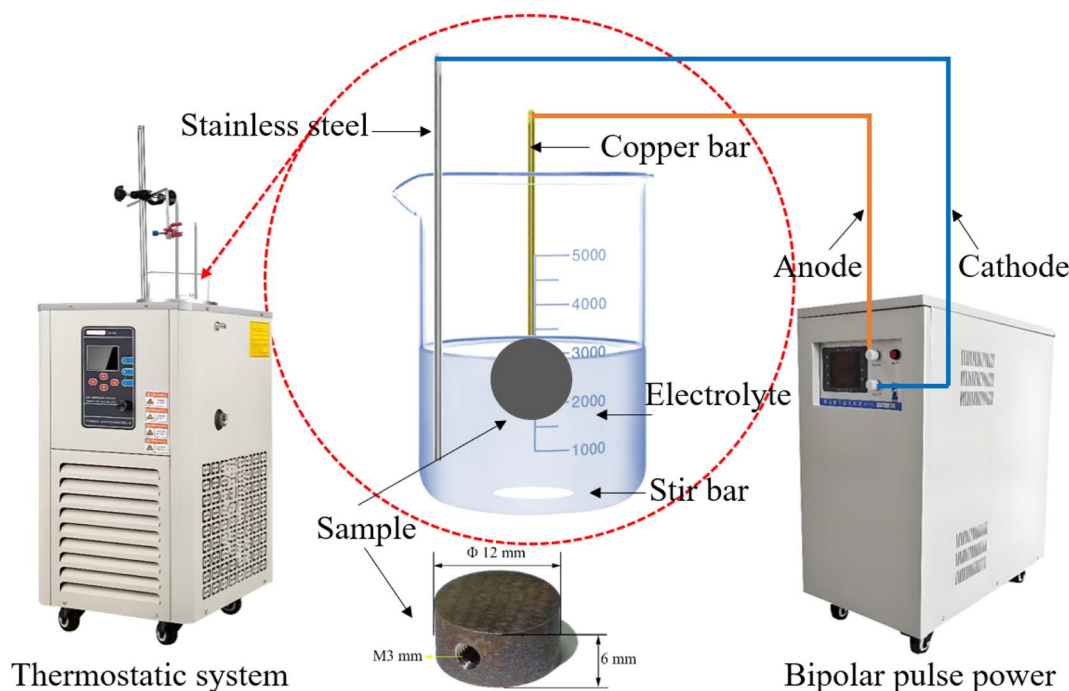 Stainless steel
Copper bar
Anode
Cathode
5000
4000
3000
2000
1000
Electrolyte
Stir bar
Sample
Φ 12 mm
M3 mm
6 mm
Thermostatic system
Bipolar pulse power